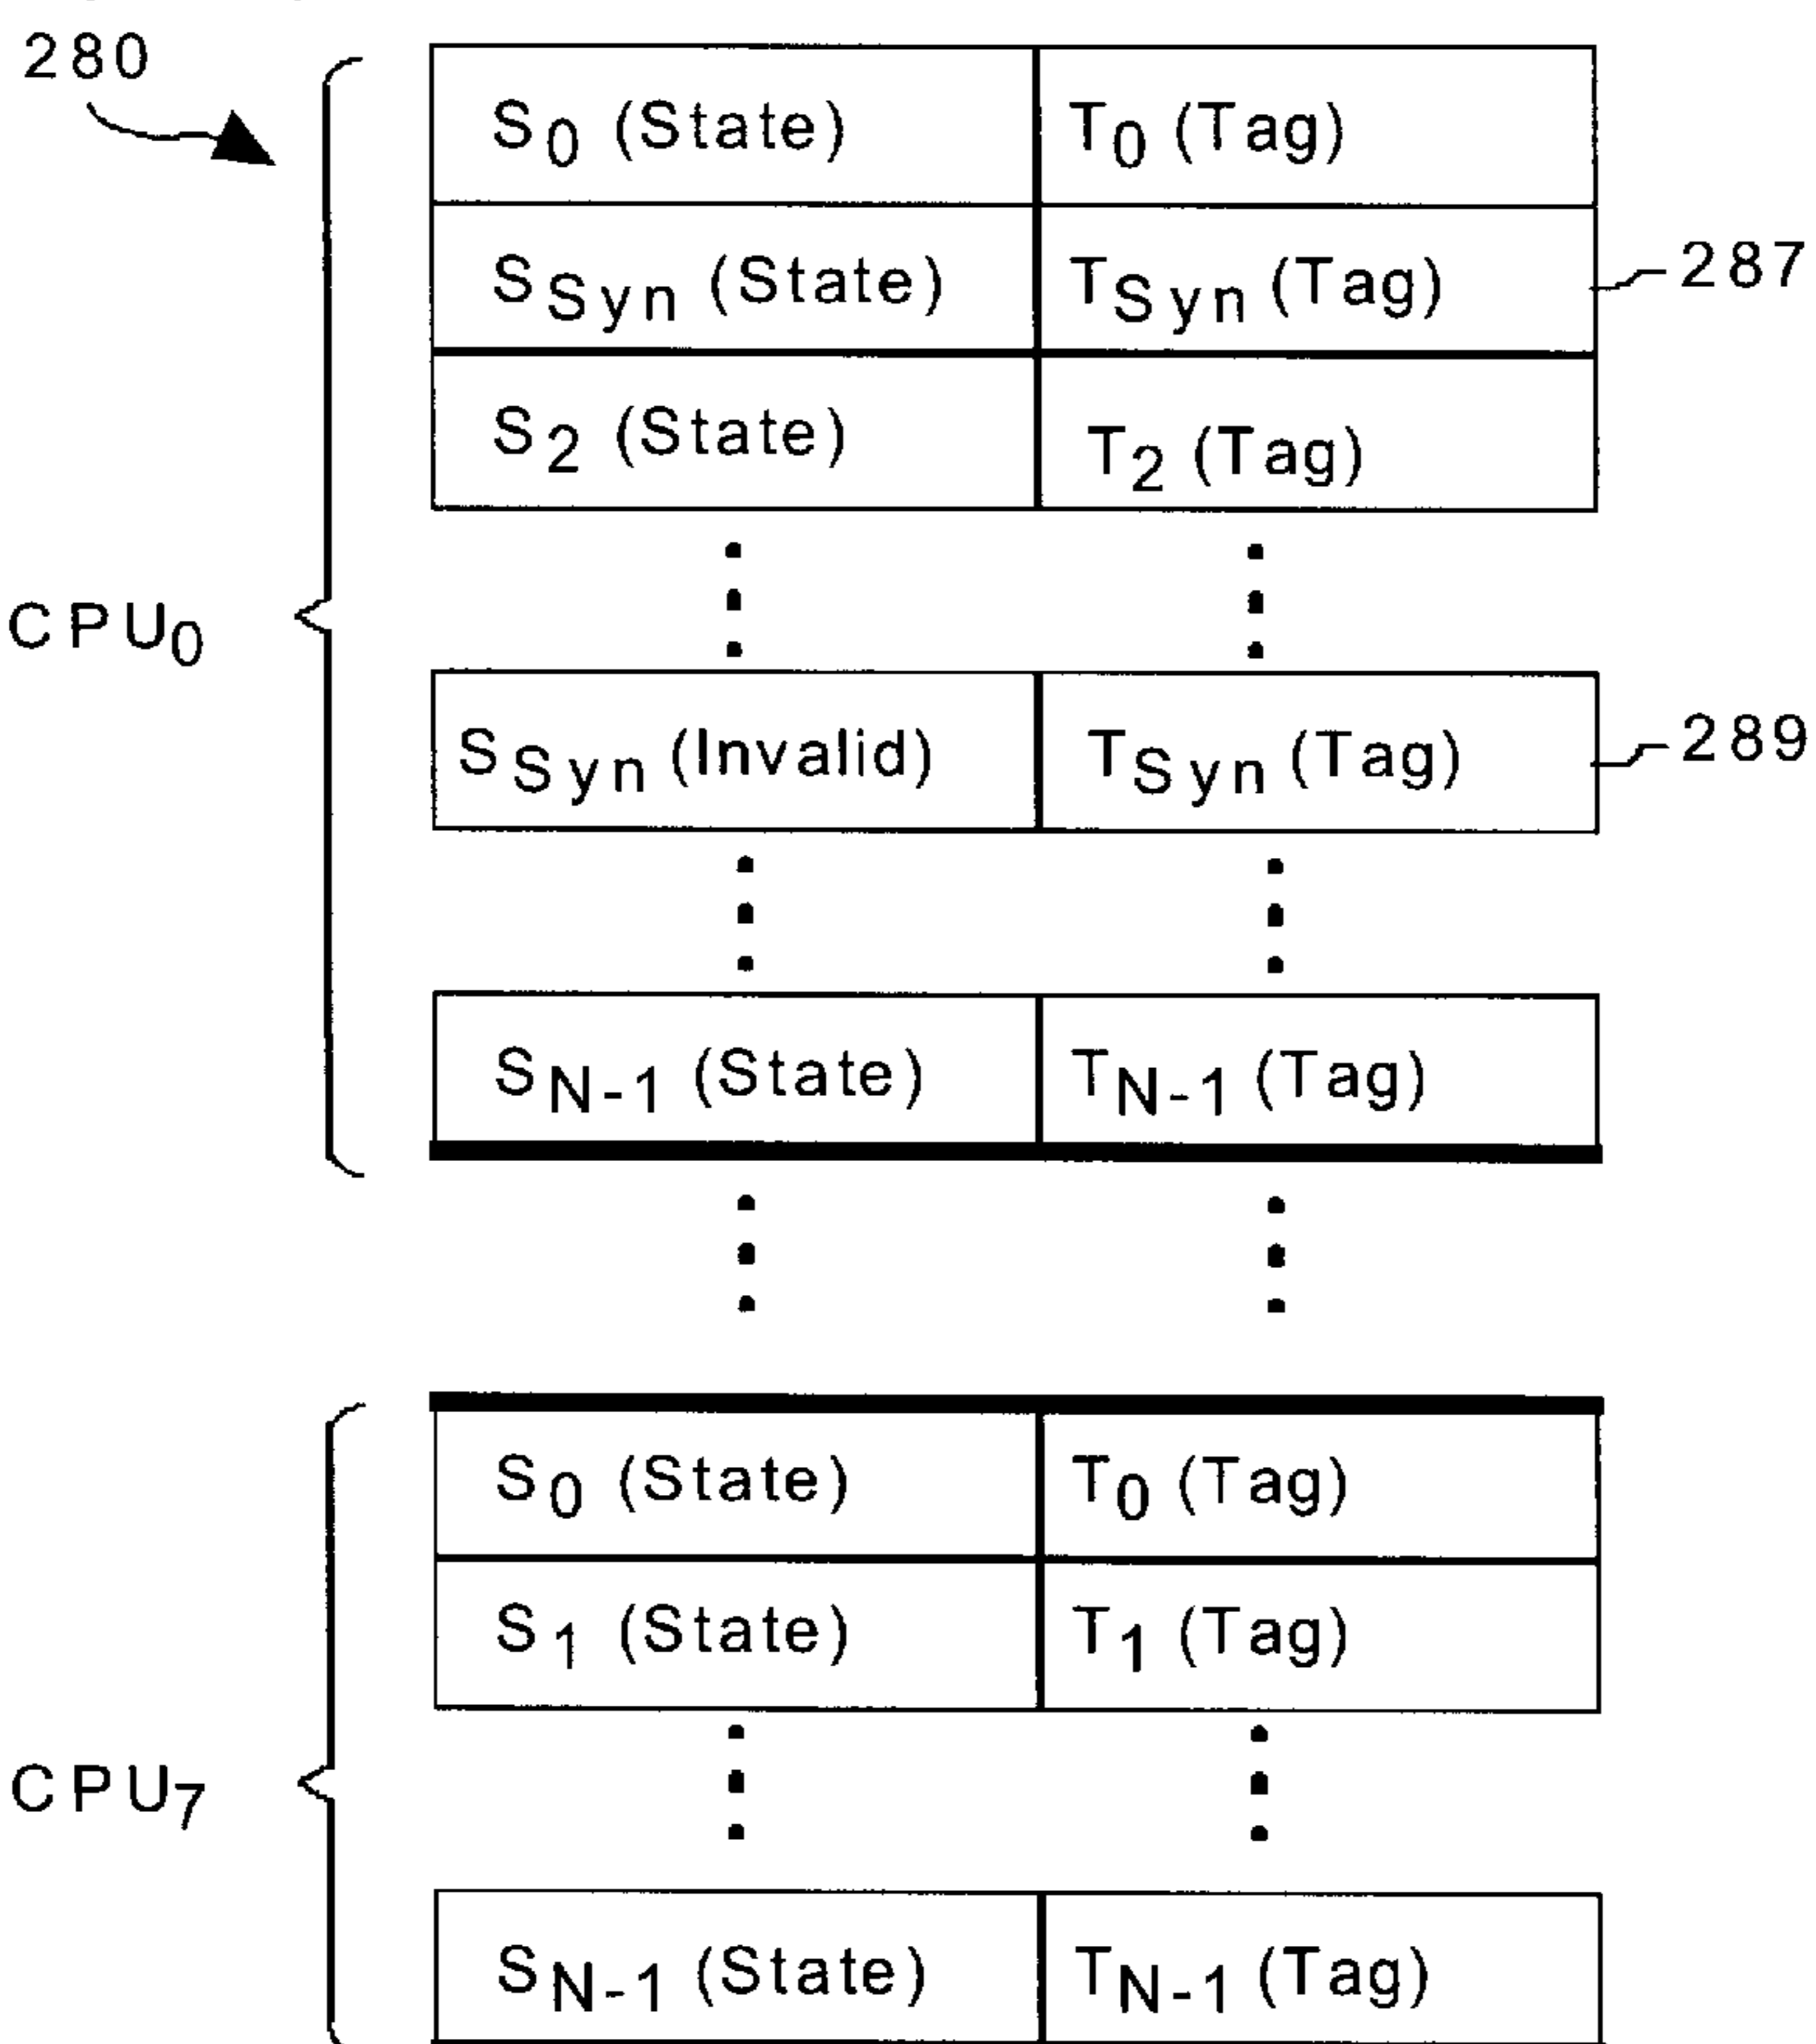 280
S0 (State) T0 (Tag)
SSyn (State) TSyn (Tag) 287
S2 (State) T2 (Tag)
CPU0
SSyn (Invalid) TSyn (Tag) 289
SN-1 (State) TN-1 (Tag)
S0 (State) T0 (Tag)
S1 (State) T1 (Tag)
CPU7
SN-1 (State) TN-1 (Tag)